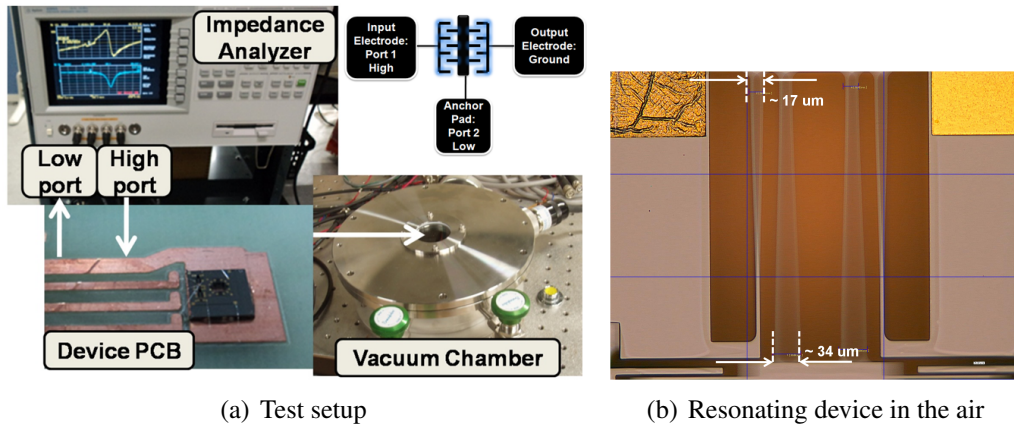 Impedance
Analyzer
Input
Electrode:
Port 1
High
Output
Electrode:
Ground
Anchor
Pad:
Port 2
Low
Low
port
High
port
Device PCB
Vacuum Chamber
~ 17 um
~ 34 um
(a) Test setup
(b) Resonating device in the air